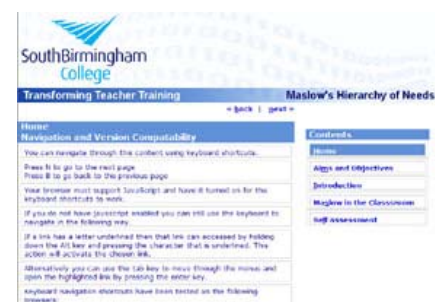 SouthBirmingham
College
Transforming Teacher Training
Maslow's Hierarchy of Needs
« back | next »
Home
Navigation and Version Compatability
You can navigate through this content using keyboard shortcuts.
Press N to go to the next page
Press B to go back to the previous page
Your browser must support JavaScript and have it turned on for the
keyboard shortcuts to work.
If you do not have Javascript enabled you can still use the keyboard to
navigate in the following way.
If a link has a letter underlined then that link can accessed by holding
down the Alt key and pressing the character that is underlined. This
action will activate the chosen link.
Alternatively you can use the tab key to move through the menus and
open the highlighted link by pressing the enter key.
Keyboard navigation shortcuts have been tested on the following
browsers:
Contents
Home
Aims and Objectives
Introduction
Maslow in the Classroom
Self assessment